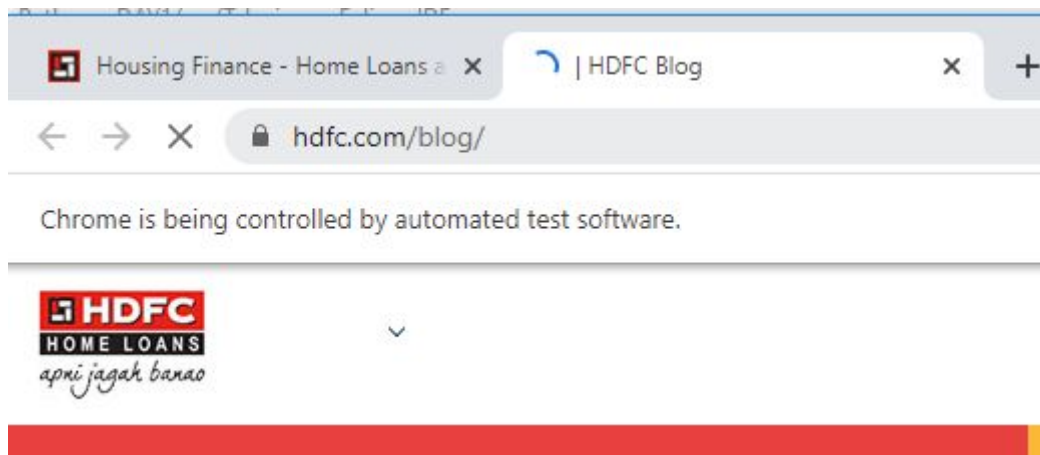 Housing Finance - Home Loans a
| HDFC Blog
hdfc.com/blog/
Chrome is being controlled by automated test software.
HDFC
HOME LOANS
apni jagah banao